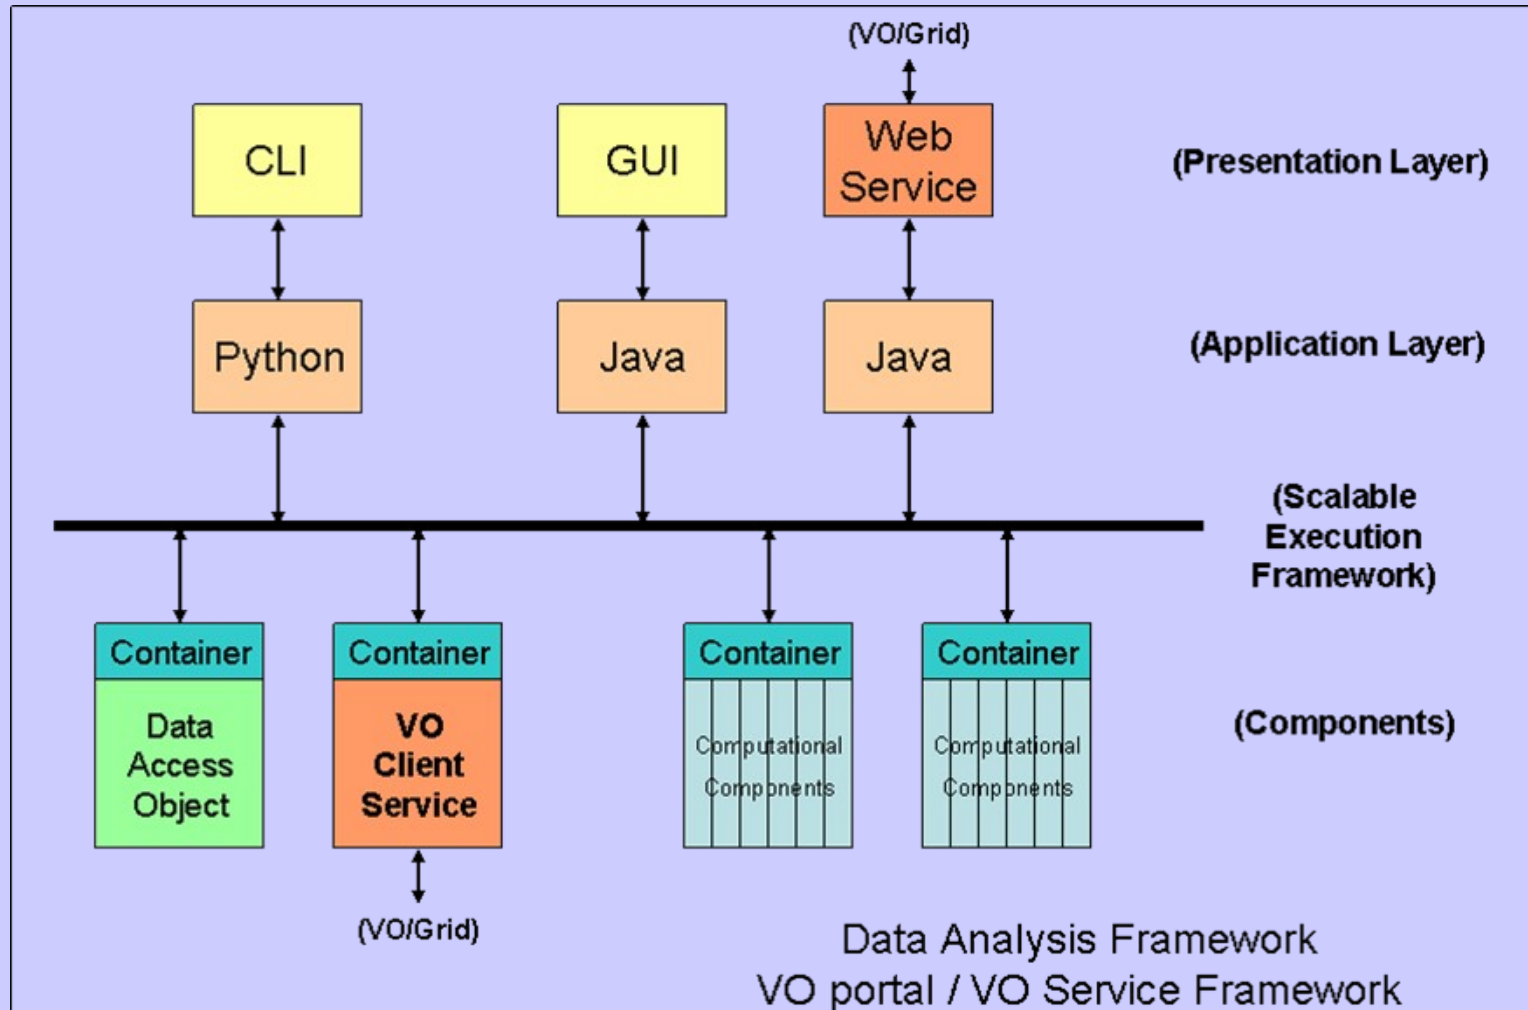 (VO/Grid)
CLI
GUI
Web
Service
(Presentation Layer)
Python
Java
Java
(Application Layer)
(Scalable
Execution
Framework)
Container
Data
Access
Object
Container
VO
Client
Service
Container
Computational
Components
Container
Computational
Components
(Components)
(VO/Grid)
Data Analysis Framework
VO portal / VO Service Framework